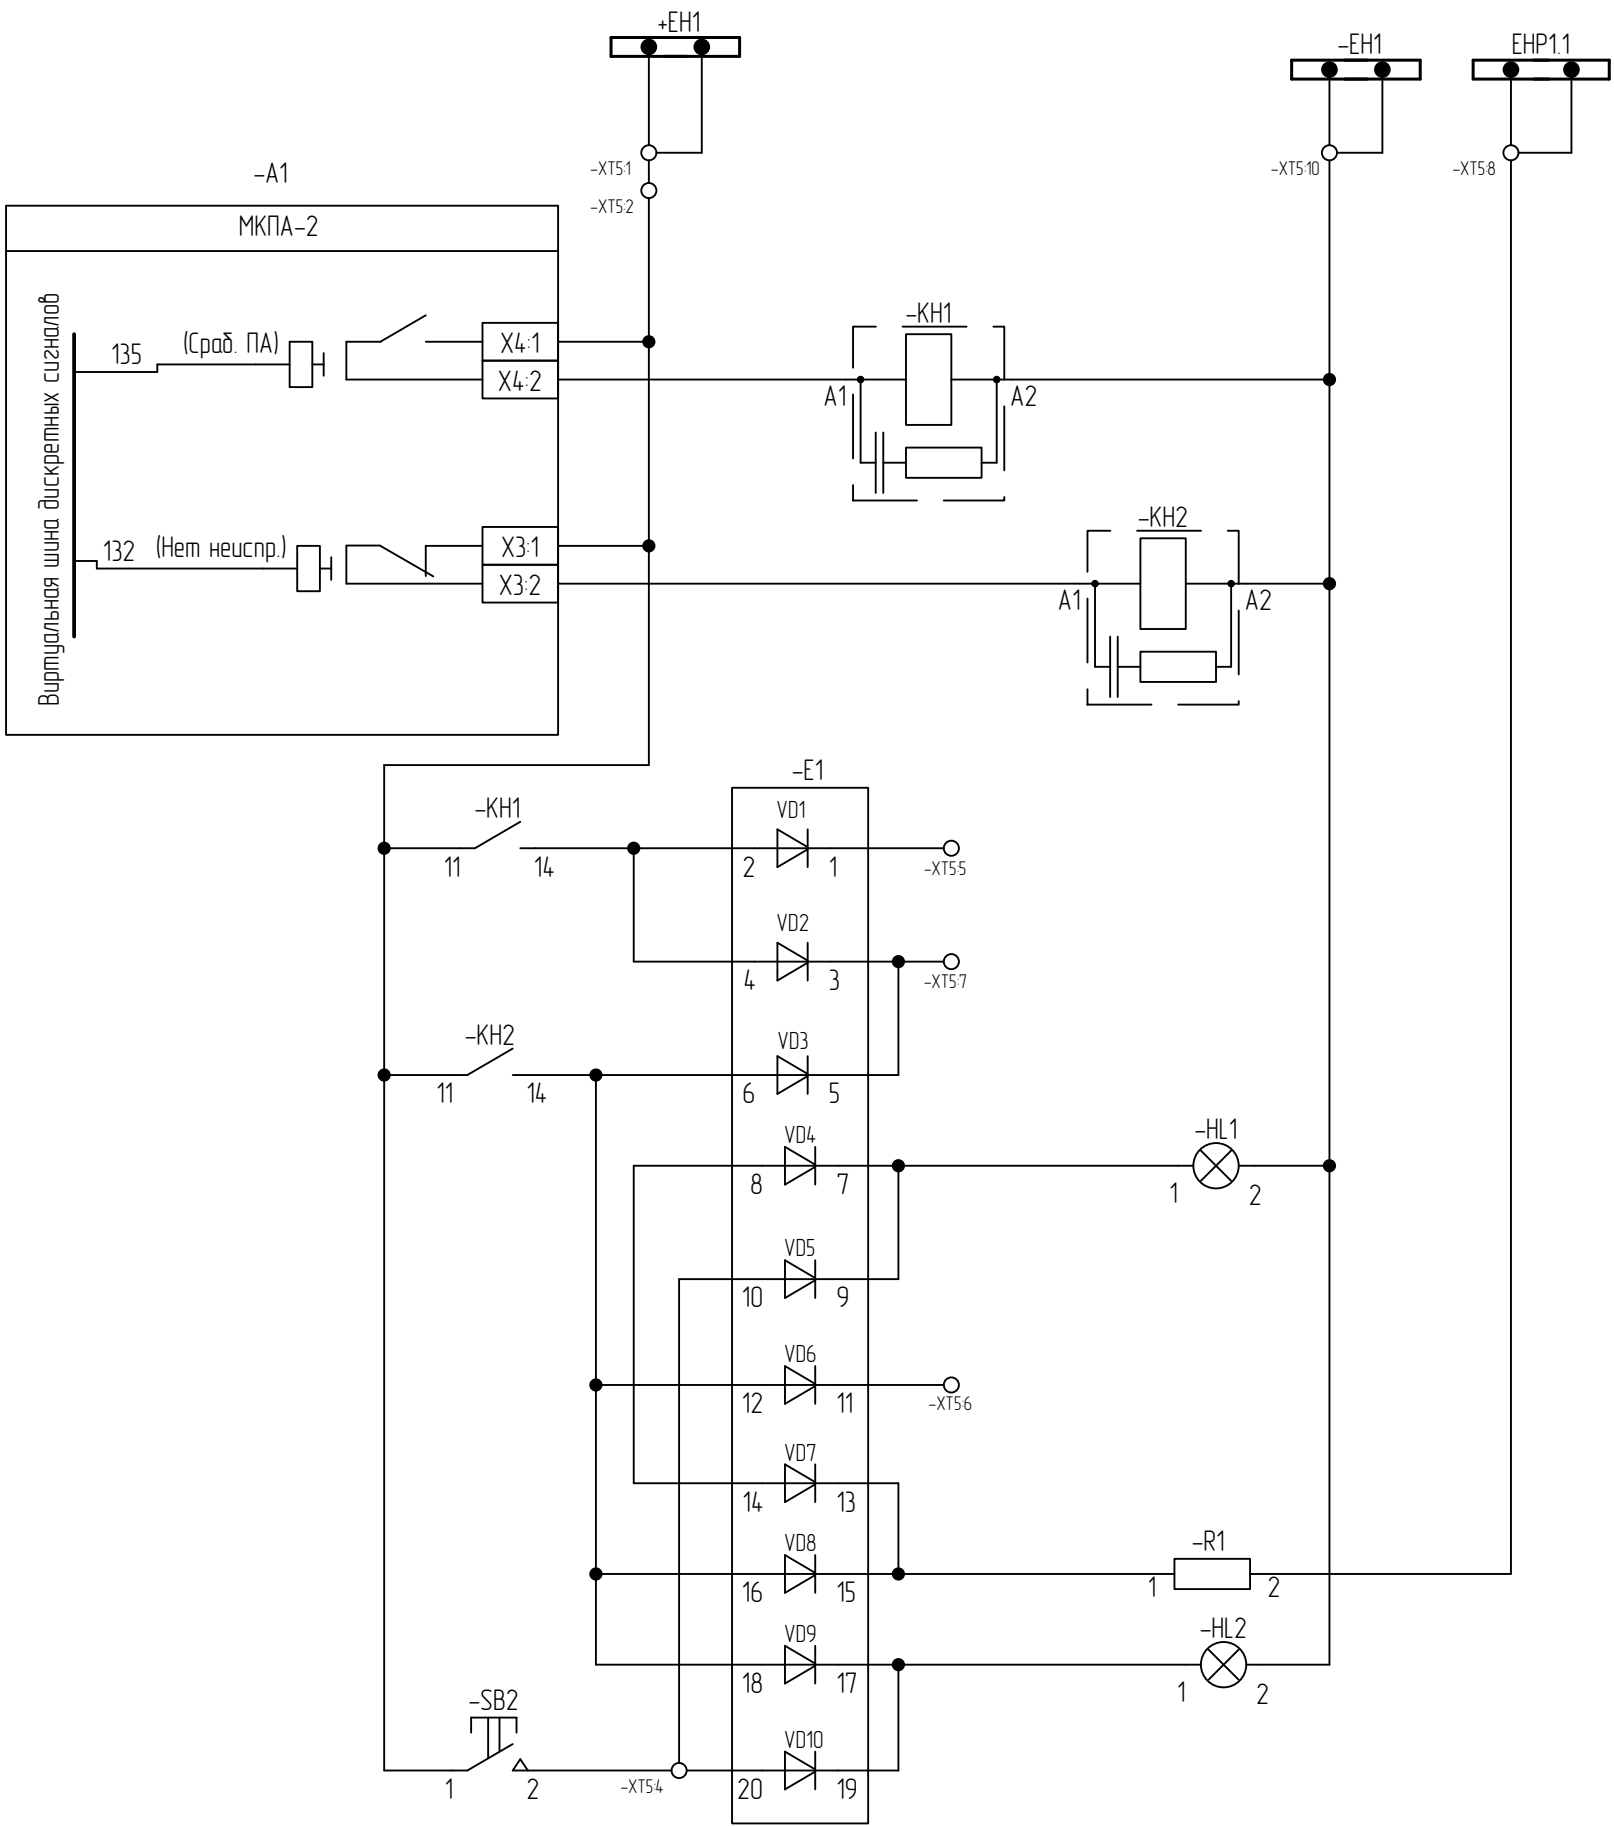 +EH1
-EH1
EHP1.1
-XT5:1
-XT5:10
-XT5:8
-A1
-XT5:2
МКПА-2
Виртуальная шина дискретных сигналов
135
(Сраб. ПА)
X4:1
X4:2
-KH1
A1
A2
132
(Нет неиспр.)
X3:1
X3:2
-KH2
A1
A2
-E1
-KH1
11
14
VD1
2
1
-XT5:5
VD2
4
3
-XT5:7
-KH2
11
14
VD3
6
5
VD4
8
7
-HL1
1
2
VD5
10
9
VD6
12
11
-XT5:6
VD7
14
13
VD8
16
15
-R1
1
2
VD9
18
17
-HL2
1
2
-SB2
1
2
-XT5:4
VD10
20
19